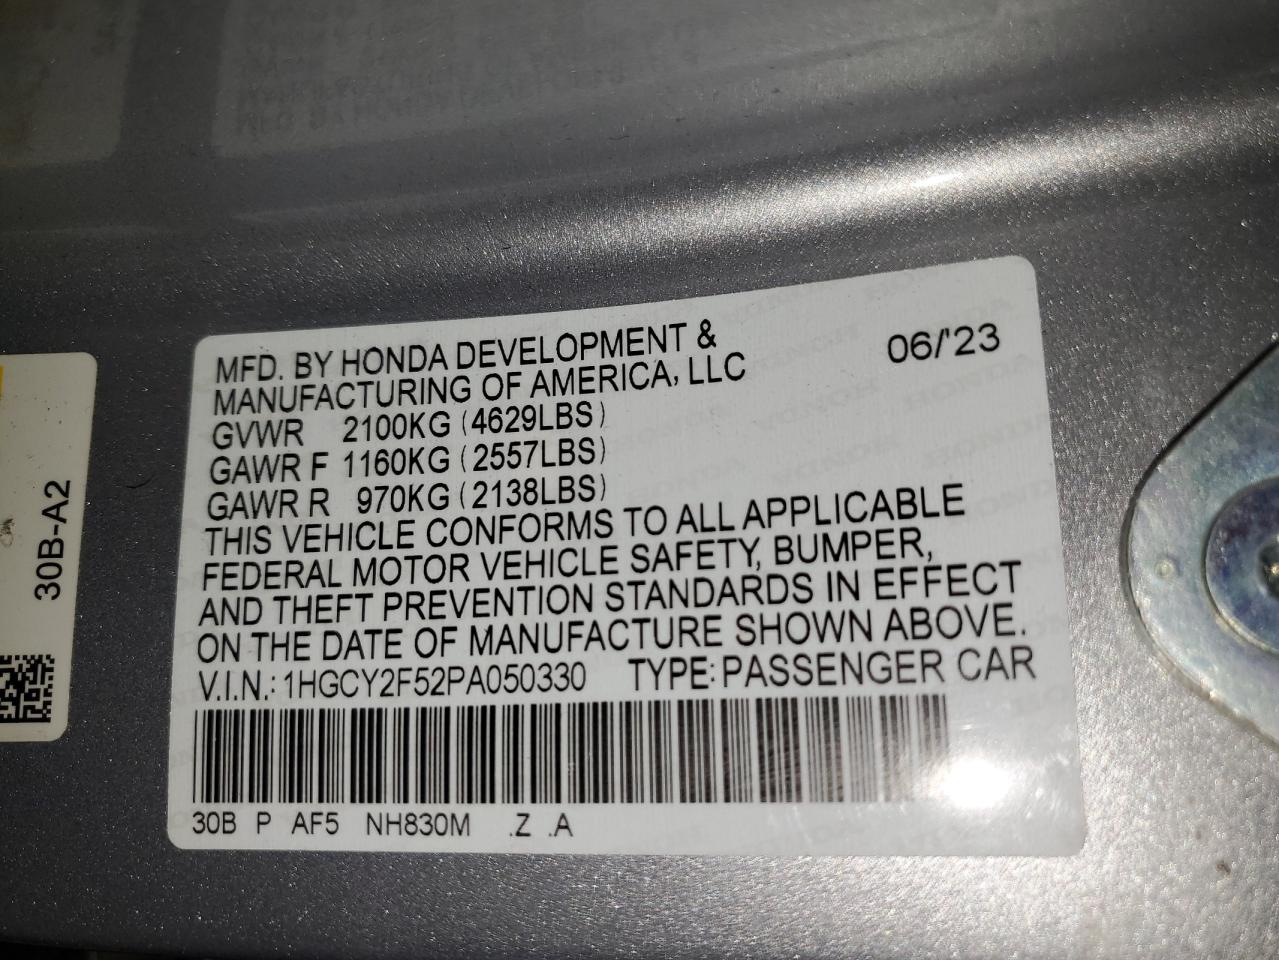 MFD. BY HONDA DEVELOPMENT &
MANUFACTURING OF AMERICA, LLC
06/'23
GVWR 2100KG (4629LBS)
GAWR F 1160KG (2557LBS)
GAWR R 970KG (2138LBS)
THIS VEHICLE CONFORMS TO ALL APPLICABLE
FEDERAL MOTOR VEHICLE SAFETY, BUMPER,
AND THEFT PREVENTION STANDARDS IN EFFECT
ON THE DATE OF MANUFACTURE SHOWN ABOVE.
V.I.N.: 1HGCY2F52PA050330 TYPE: PASSENGER CAR
30B P AF5 NH830M .Z .A
30B-A2